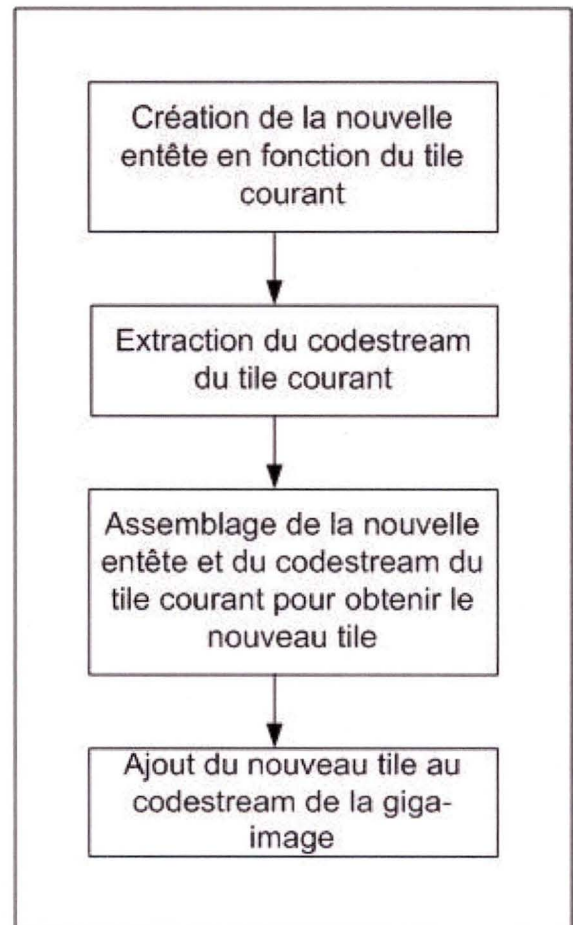 Création de la nouvelle
entête en fonction du tile
courant
Extraction du codestream
du tile courant
Assemblage de la nouvelle
entête et du codestream du
tile courant pour obtenir le
nouveau tile
Ajout du nouveau tile au
codestream de la giga-
image